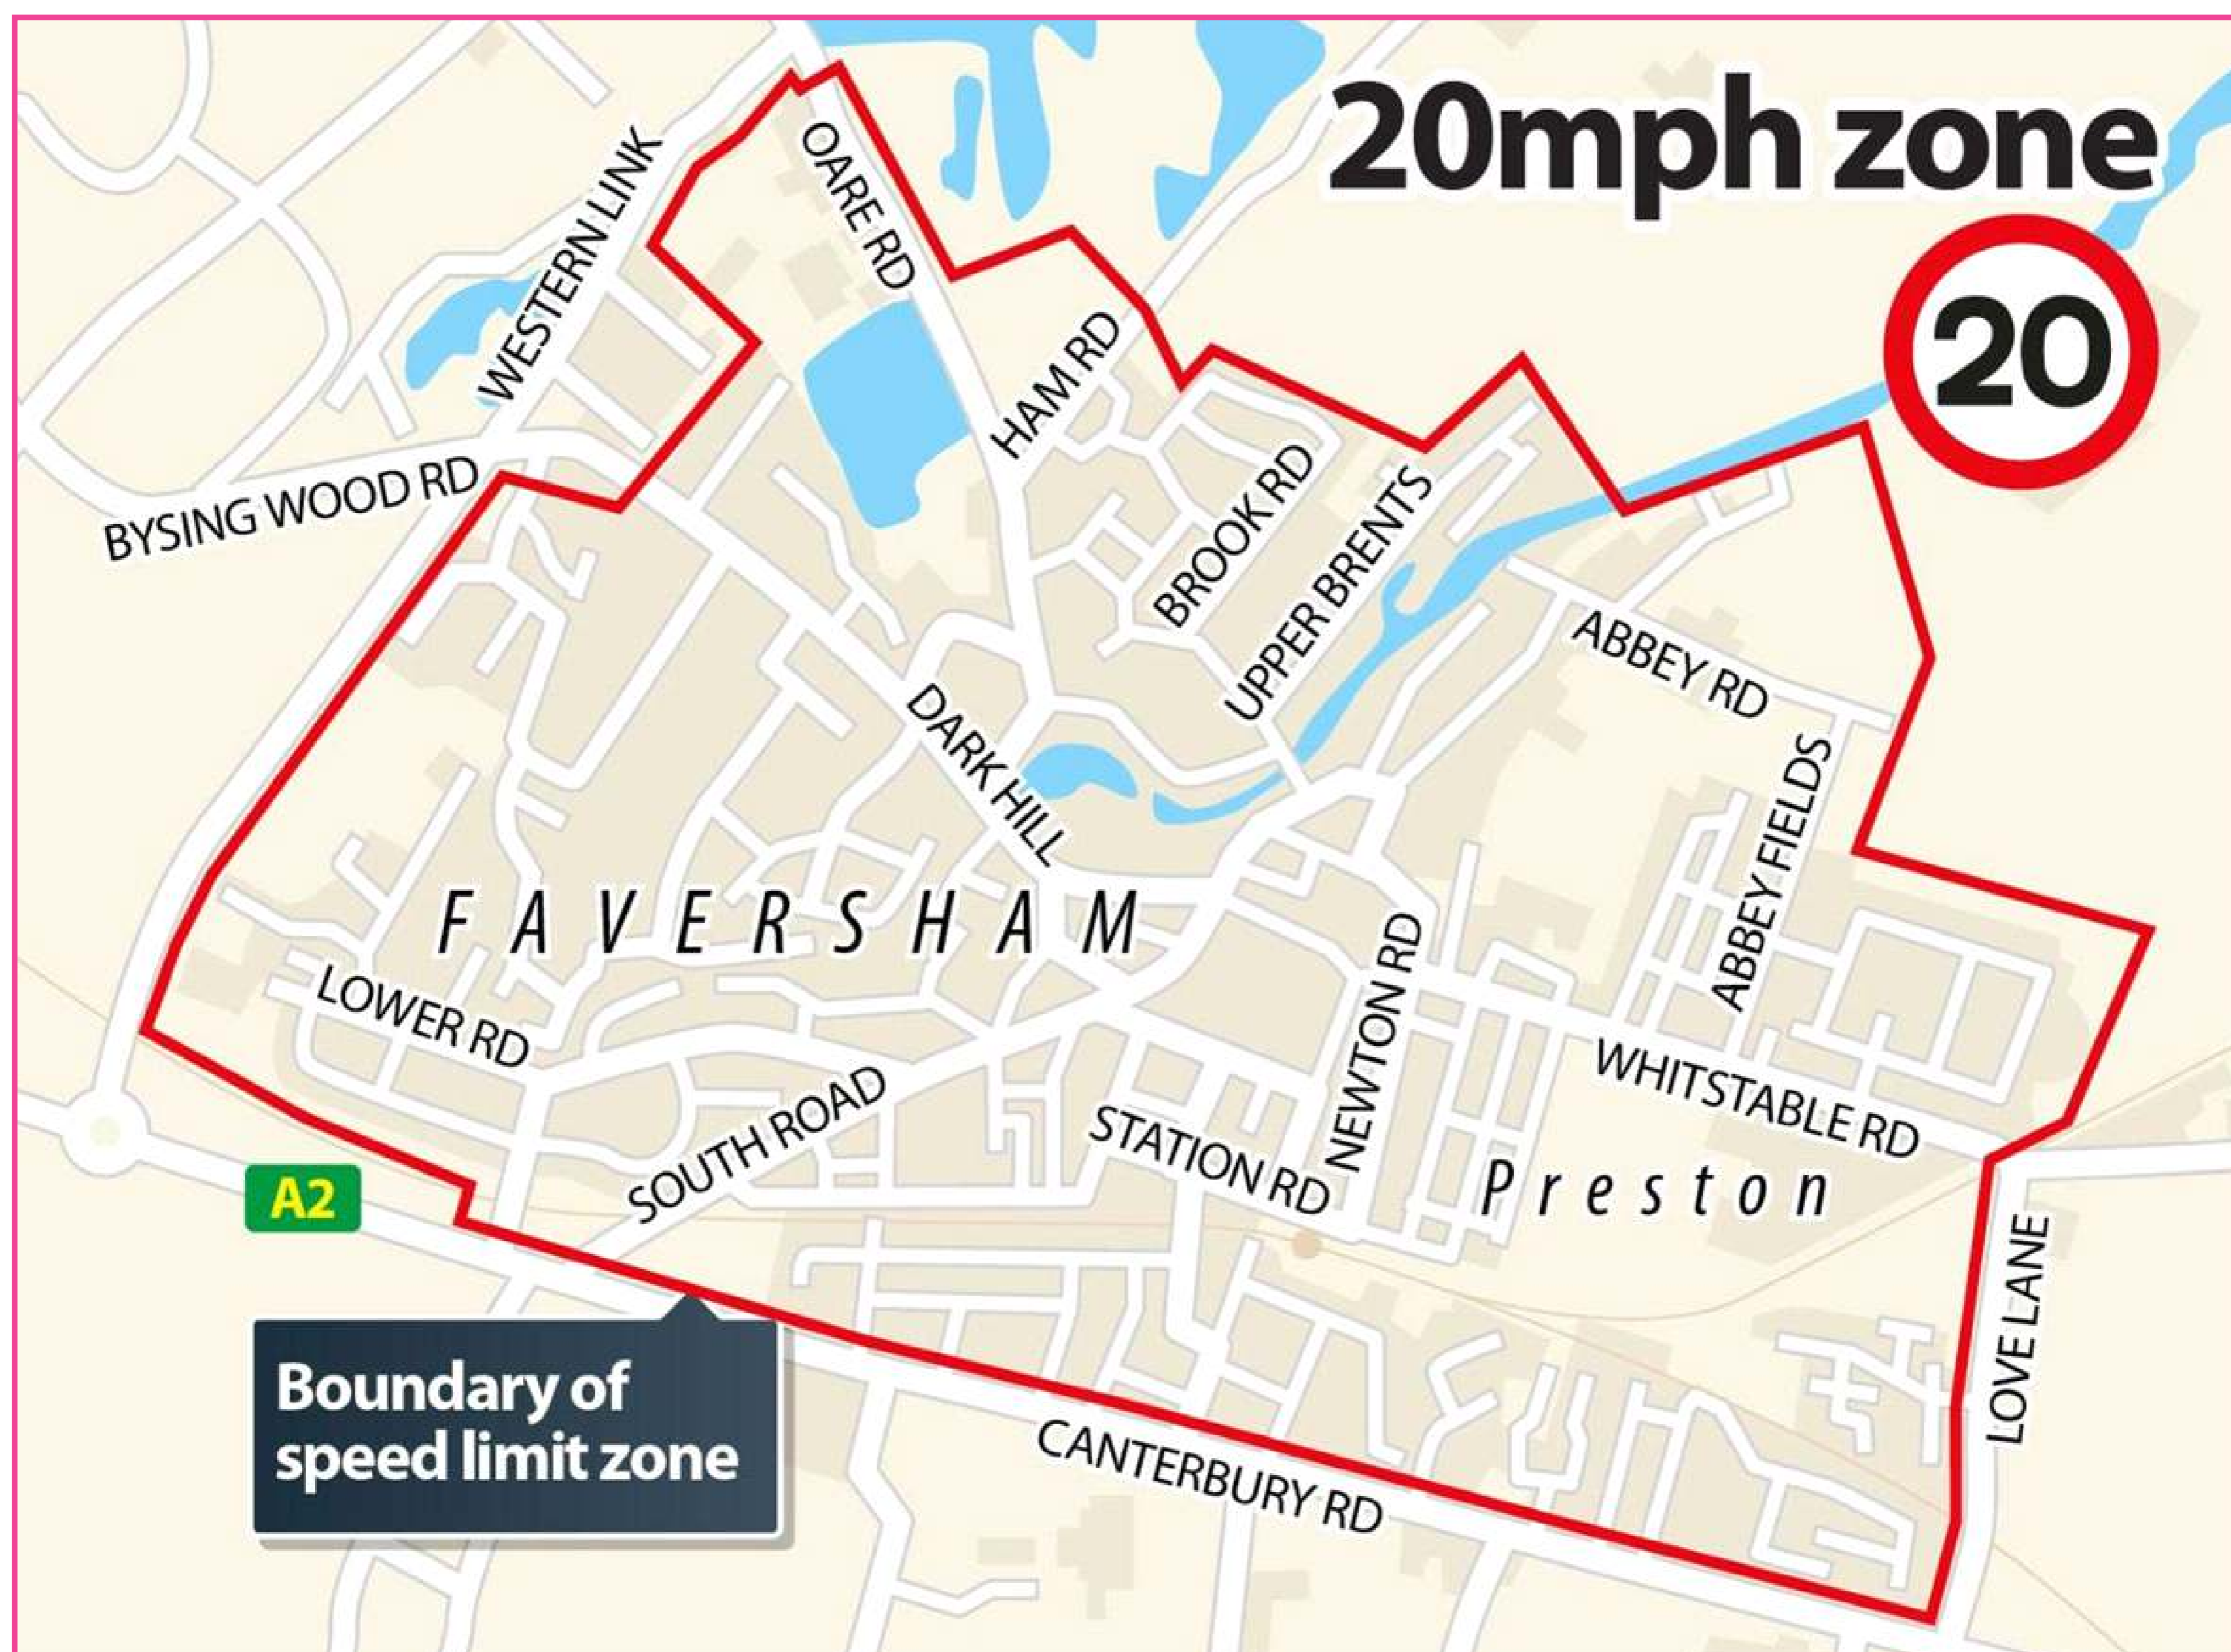 20mph zone
20
WESTERN LINK
OARE RD
HAM RD
BYSING WOOD RD
BROOK RD
UPPER BRENTS
ABBEY RD
DARK HILL
ABBEY FIELDS
FAVERSHAM
NEWTON RD
LOWER RD
SOUTH ROAD
STATION RD
WHITSTABLE RD
Preston
A2
LOVE LANE
Boundary of
speed limit zone
CANTERBURY RD